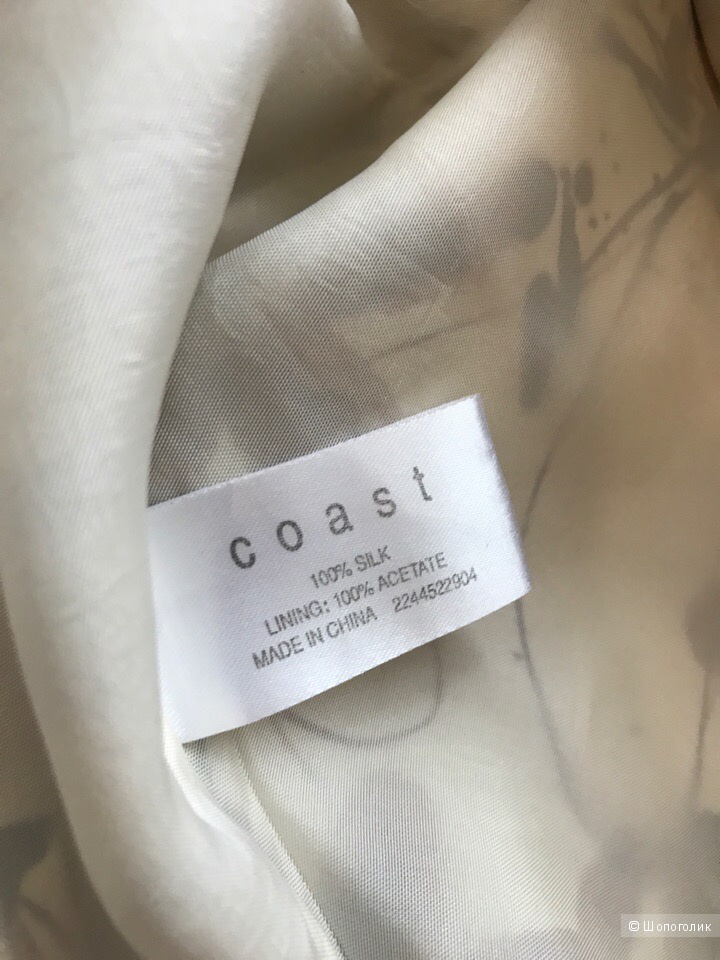 coast
100% SILK
LINING: 100% ACETATE
MADE IN CHINA 2244522904
© Шопоголик